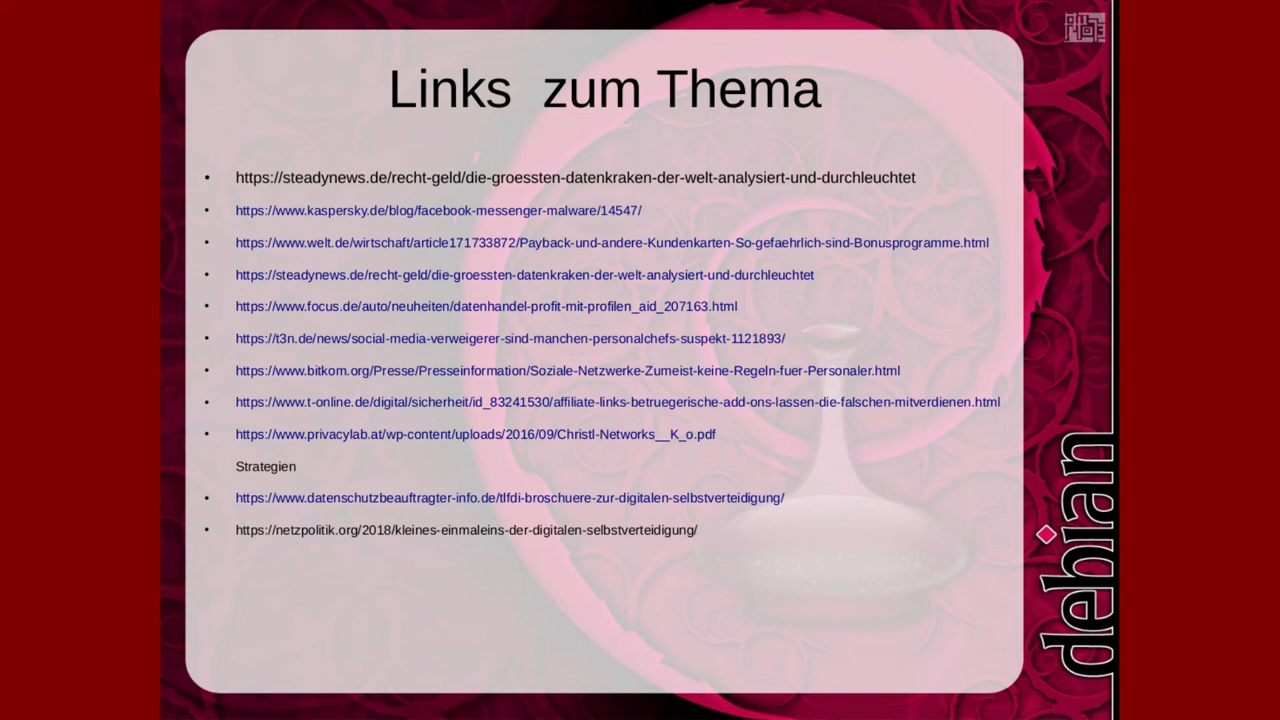 Links  zum Thema
• https://steadynews.de/recht-geld/die-groessten-datenkraken-der-welt-analysiert-und-durchleuchtet
• https://www.kaspersky.de/blog/facebook-messenger-malware/14547/
• https://www.welt.de/wirtschaft/article171733872/Payback-und-andere-Kundenkarten-So-gefaehrlich-sind-Bonusprogramme.html
• https://steadynews.de/recht-geld/die-groessten-datenkraken-der-welt-analysiert-und-durchleuchtet
• https://www.focus.de/auto/neuheiten/datenhandel-profit-mit-profilen_aid_207163.html
• https://t3n.de/news/social-media-verweigerer-sind-manchen-personalchefs-suspekt-1121893/
• https://www.bitkom.org/Presse/Presseinformation/Soziale-Netzwerke-Zumeist-keine-Regeln-fuer-Personaler.html
• https://www.t-online.de/digital/sicherheit/id_83241530/affiliate-links-betruegerische-add-ons-lassen-die-falschen-mitverdienen.html
• https://www.privacylab.at/wp-content/uploads/2016/09/Christl-Networks__K_o.pdf
Strategien
• https://www.datenschutzbeauftragter-info.de/tlfdi-broschuere-zur-digitalen-selbstverteidigung/
• https://netzpolitik.org/2018/kleines-einmaleins-der-digitalen-selbstverteidigung/
debian